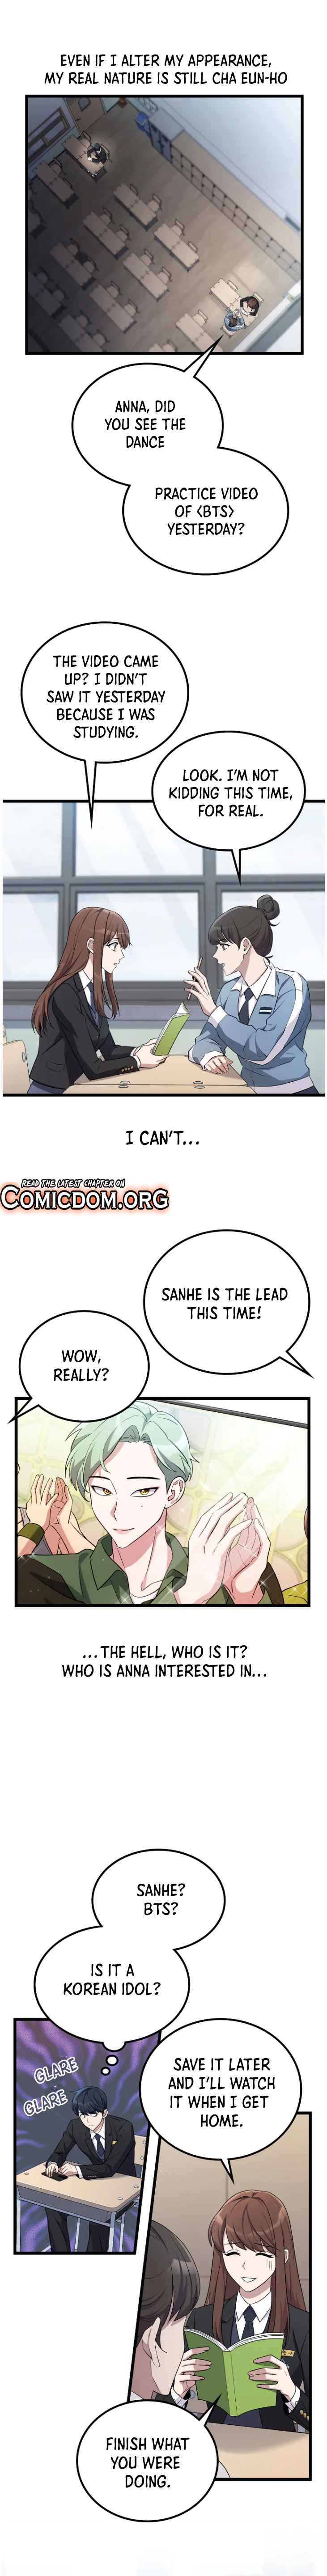 EVEN IF I ALTER MY APPEARANCE,
MY REAL NATURE IS STILL CHA EUN-HO
ANNA, DID
YOU SEE THE
DANCE
PRACTICE VIDEO
OF <BTS>
YESTERDAY?
THE VIDEO CAME
UP? I DIDN'T
SAW IT YESTERDAY
BECAUSE I WAS
STUDYING.
LOOK. I'M NOT
KIDDING THIS TIME,
FOR REAL.
I CAN'T...
READ THE LATEST CHAPTER ON
COMICDOM.ORG
SANHE IS THE LEAD
THIS TIME!
WOW,
REALLY?
...THE HELL, WHO IS IT?
WHO IS ANNA INTERESTED IN...
SANHE?
BTS?
IS IT A
KOREAN IDOL?
GLARE
GLARE
SAVE IT LATER
AND I'LL WATCH
IT WHEN I GET
HOME.
FINISH WHAT
YOU WERE
DOING.